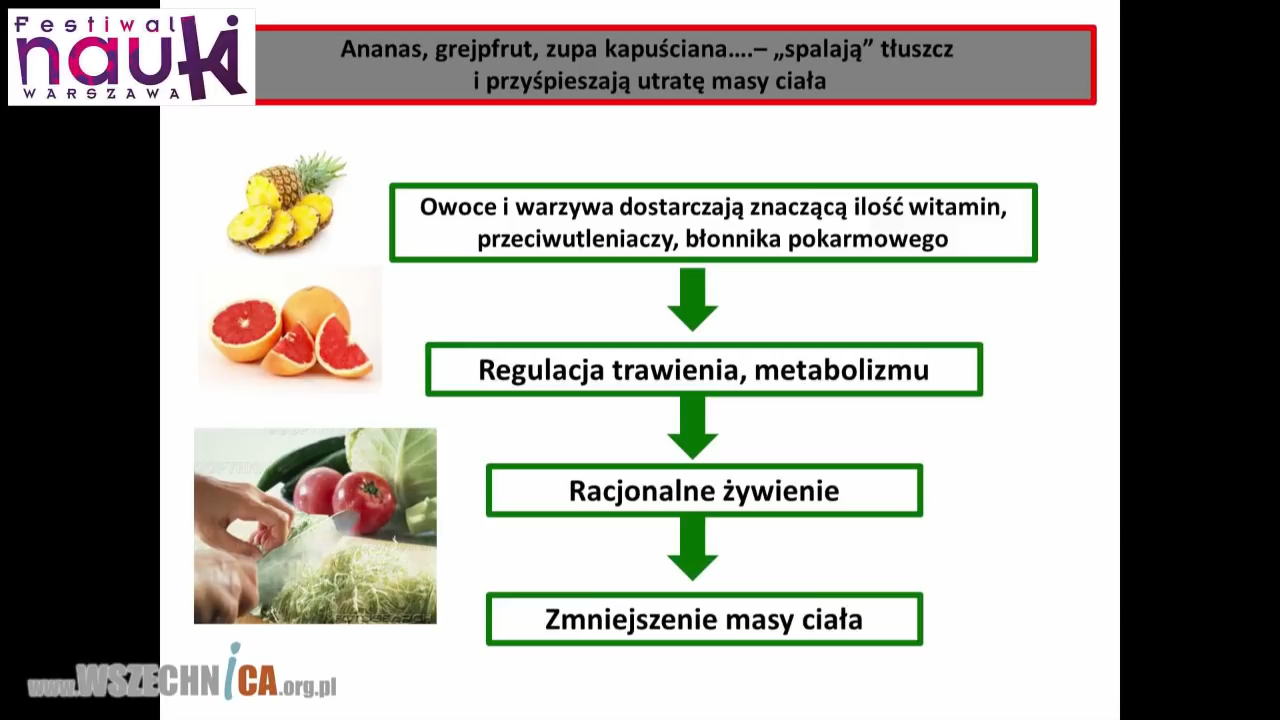 Festiwal
nauki
WARSZAWA
Ananas, grejpfrut, zupa kapuściana….– „spalają” tłuszcz
i przyśpieszają utratę masy ciała
Owoce i warzywa dostarczają znaczącą ilość witamin,
przeciwutleniaczy, błonnika pokarmowego
Regulacja trawienia, metabolizmu
Racjonalne żywienie
Zmniejszenie masy ciała
www.WSZECHNiCA.org.pl